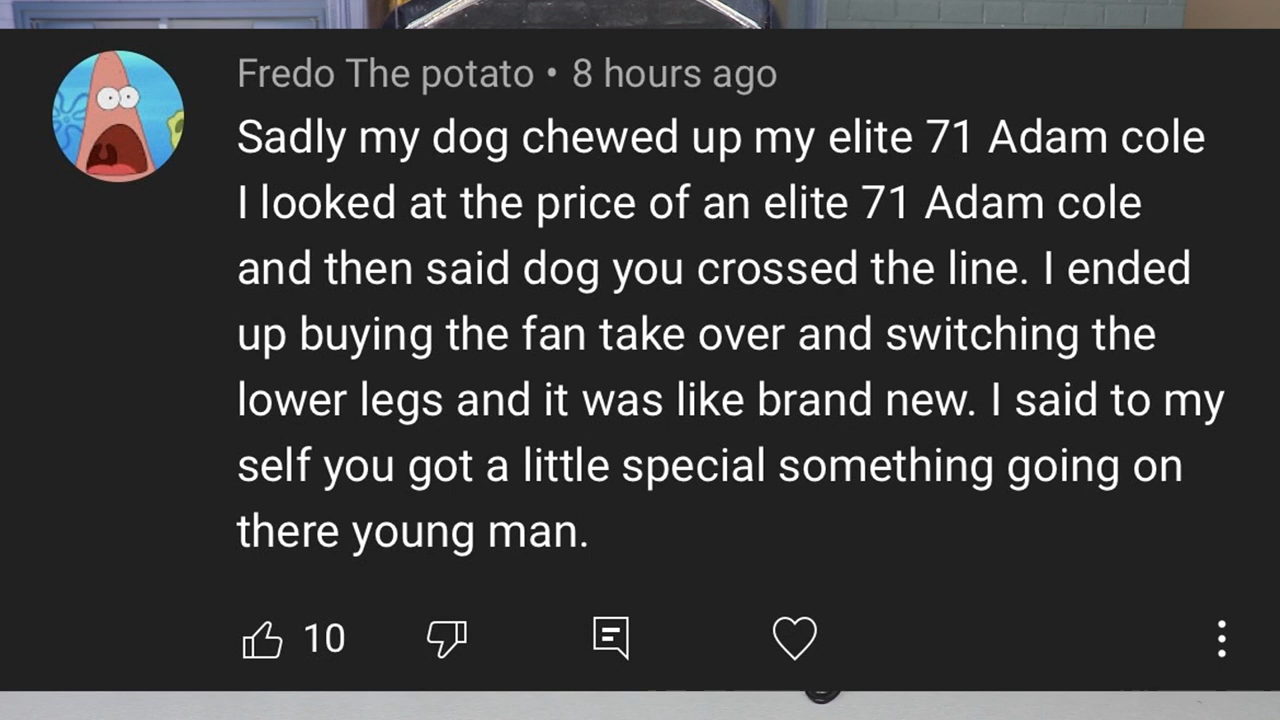 Fredo The potato • 8 hours ago
Sadly my dog chewed up my elite 71 Adam cole
I looked at the price of an elite 71 Adam cole
and then said dog you crossed the line. I ended
up buying the fan take over and switching the
lower legs and it was like brand new. I said to my
self you got a little special something going on
there young man.
10